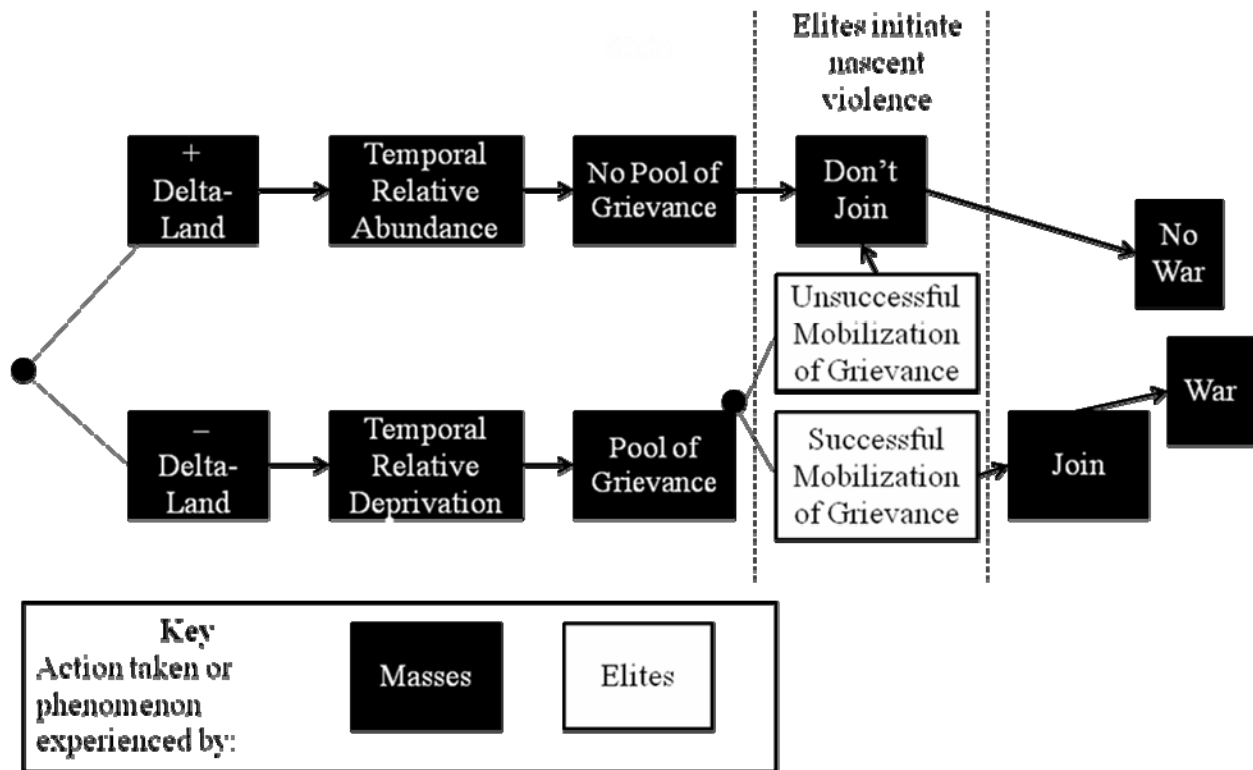 Elites initiate
nascent
violence
+
Delta-
Land
Temporal
Relative
Abundance
No Pool of
Grievance
Don't
Join
No
War
Unsuccessful
Mobilization
of Grievance
War
–
Delta-
Land
Temporal
Relative
Deprivation
Pool of
Grievance
Successful
Mobilization
of Grievance
Join
Key
Action taken or
phenomenon
experienced by:
Masses
Elites